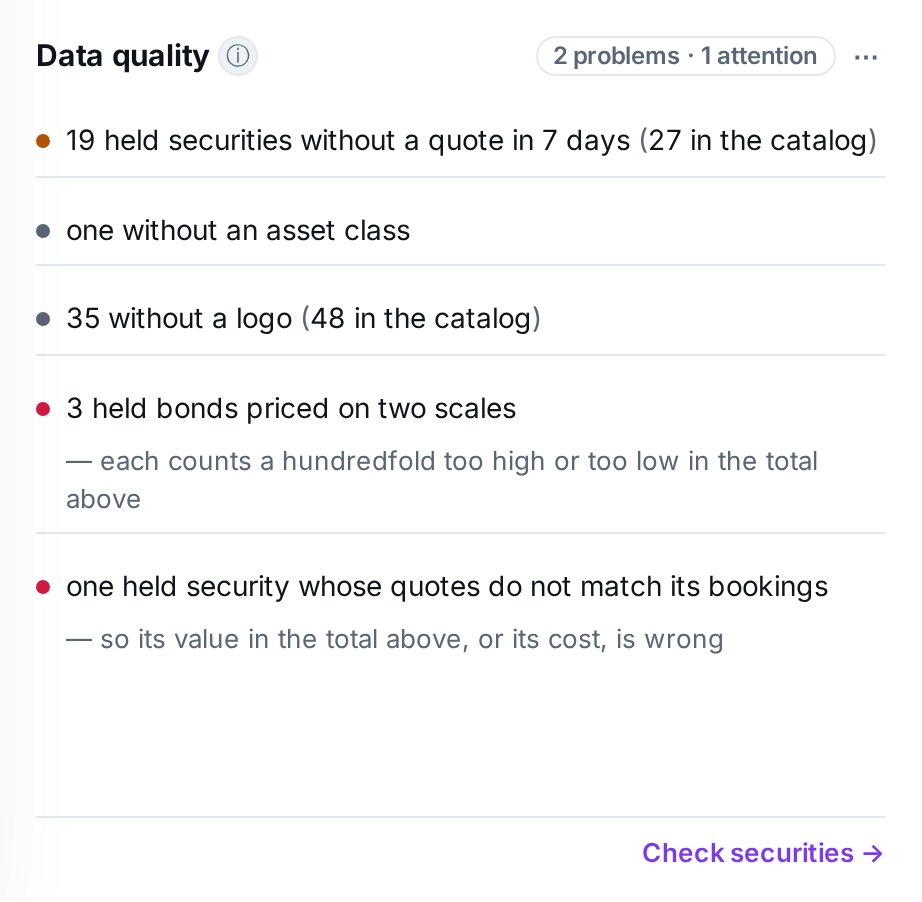 Data quality ⓘ
2 problems · 1 attention ...
19 held securities without a quote in 7 days (27 in the catalog)
one without an asset class
35 without a logo (48 in the catalog)
3 held bonds priced on two scales
— each counts a hundredfold too high or too low in the total
above
one held security whose quotes do not match its bookings
— so its value in the total above, or its cost, is wrong
Check securities →